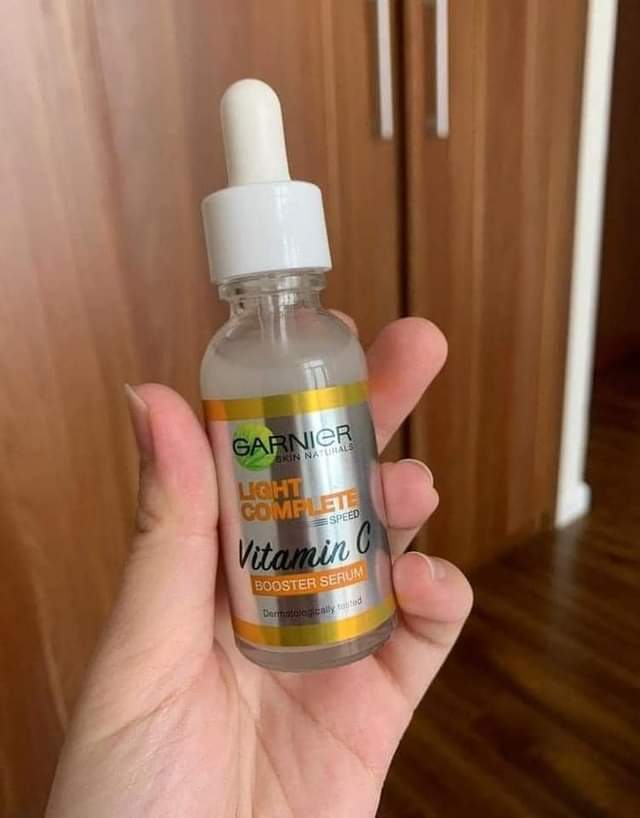 GARNIER
SKIN NATURALS
LIGHT
COMPLETE
SPEED
Vitamin C
BOOSTER SERUM
Dermatologically tested